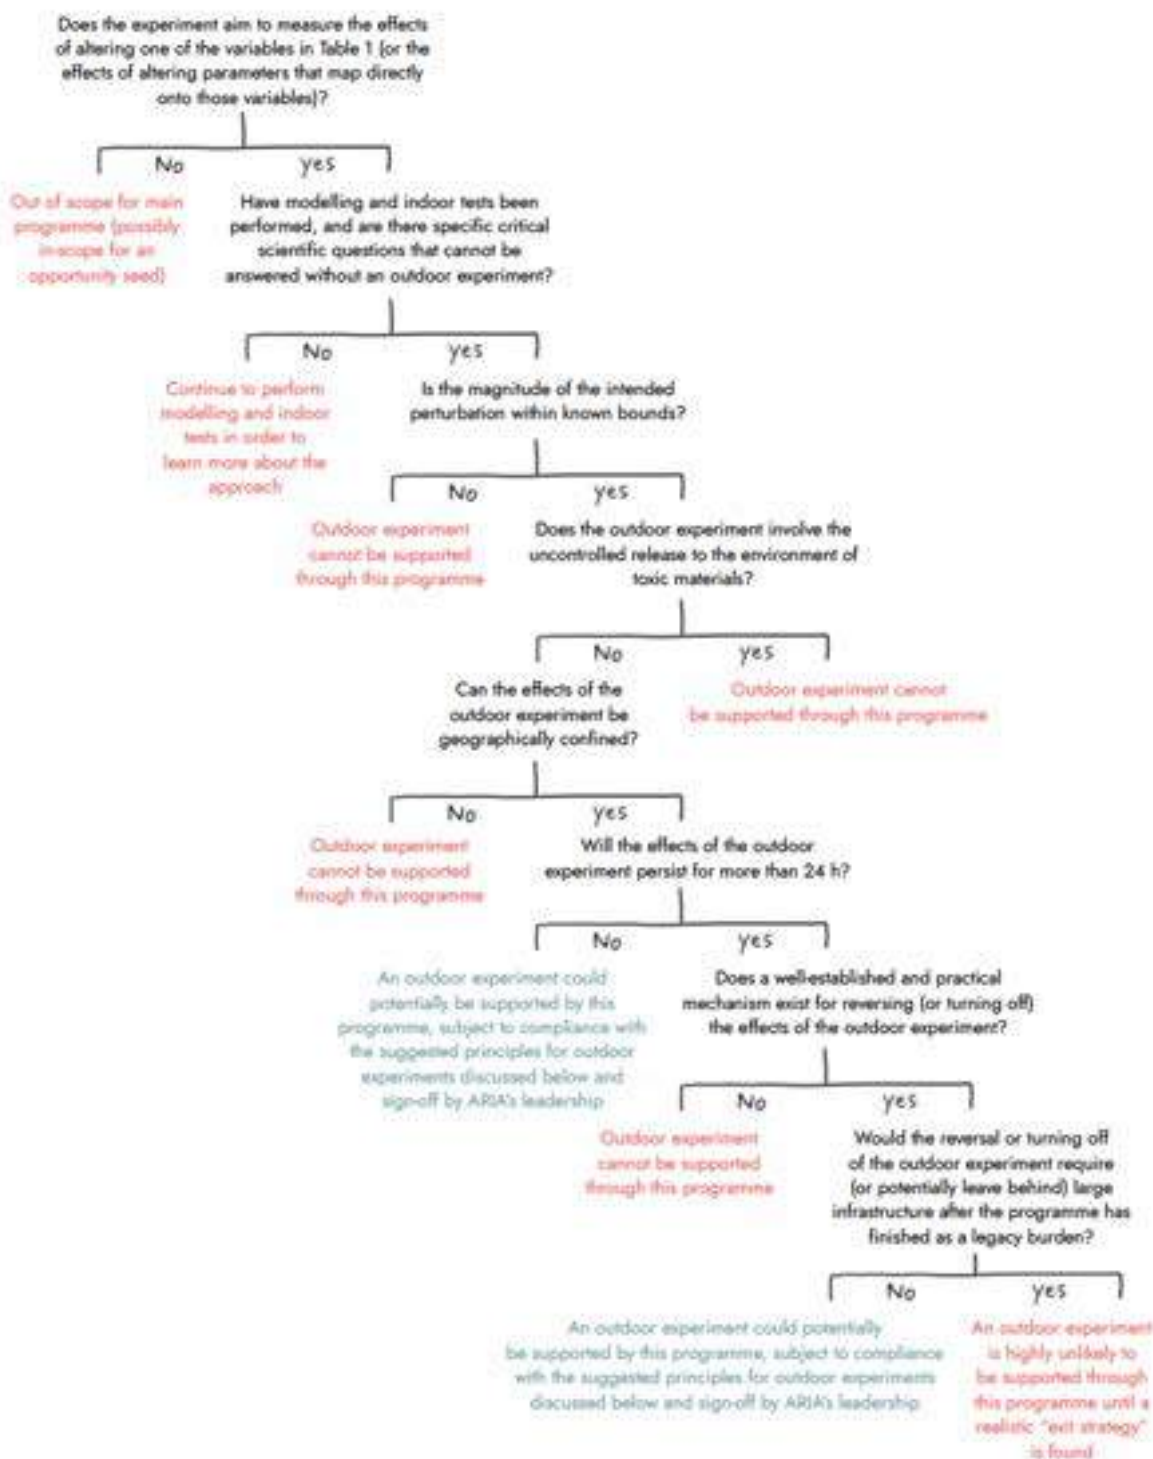 Does the experiment aim to measure the effects
of altering one of the variables in Table 1 (or the
effects of altering parameters that map directly
onto those variables)?
No
yes
Out of scope for main
programme (possibly
in-scope for an
opportunity seed)
Have modelling and indoor tests been
performed, and are there specific critical
scientific questions that cannot be
answered without an outdoor experiment?
No
yes
Continue to perform
modelling and indoor
tests in order to
learn more about the
approach
Is the magnitude of the intended
perturbation within known bounds?
No
yes
Outdoor experiment
cannot be supported
through this programme
Does the outdoor experiment involve the
uncontrolled release to the environment of
toxic materials?
No
yes
Can the effects of the
outdoor experiment be
geographically confined?
Outdoor experiment cannot
be supported through this programme
No
yes
Outdoor experiment
cannot be supported
through this programme
Will the effects of the outdoor
experiment persist for more than 24 h?
No
yes
An outdoor experiment could
potentially be supported by this
programme, subject to compliance with
the suggested principles for outdoor
experiments discussed below and
sign-off by ARIA's leadership
Does a well-established and practical
mechanism exist for reversing (or turning off)
the effects of the outdoor experiment?
No
yes
Outdoor experiment
cannot be supported
through this programme
Would the reversal or turning off
of the outdoor experiment require
(or potentially leave behind) large
infrastructure after the programme has
finished as a legacy burden?
No
yes
An outdoor experiment could potentially
be supported by this programme, subject to compliance
with the suggested principles for outdoor experiments
discussed below and sign-off by ARIA's leadership
An outdoor experiment
is highly unlikely to
be supported through
this programme until a
realistic "exit strategy"
is found